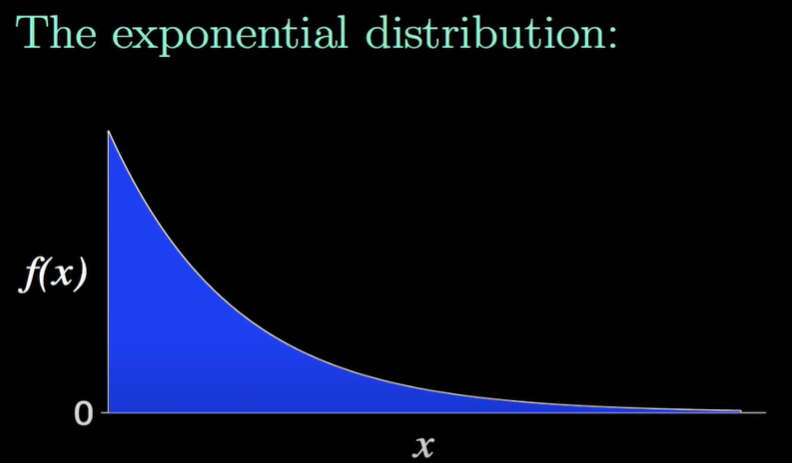 The exponential distribution:
f(x)
0
x